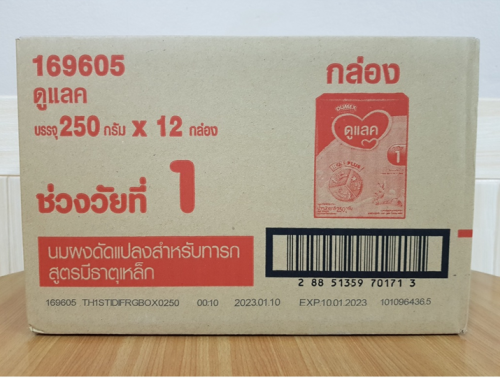 169605
ดูแลค
บรรจุ 250 กรัม x 12 กล่อง
กล่อง
DUMEX
ดูแลค
1
PLUS
ช่วงวัยที่ 1
นมผงดัดแปลงสำหรับทารก
สูตรมีธาตุเหล็ก
2 88 51359 70171 3
169605 TH1STIDIFRGBOX0250 00:10 2023.01.10 EXP.10.01.2023 101096436.5